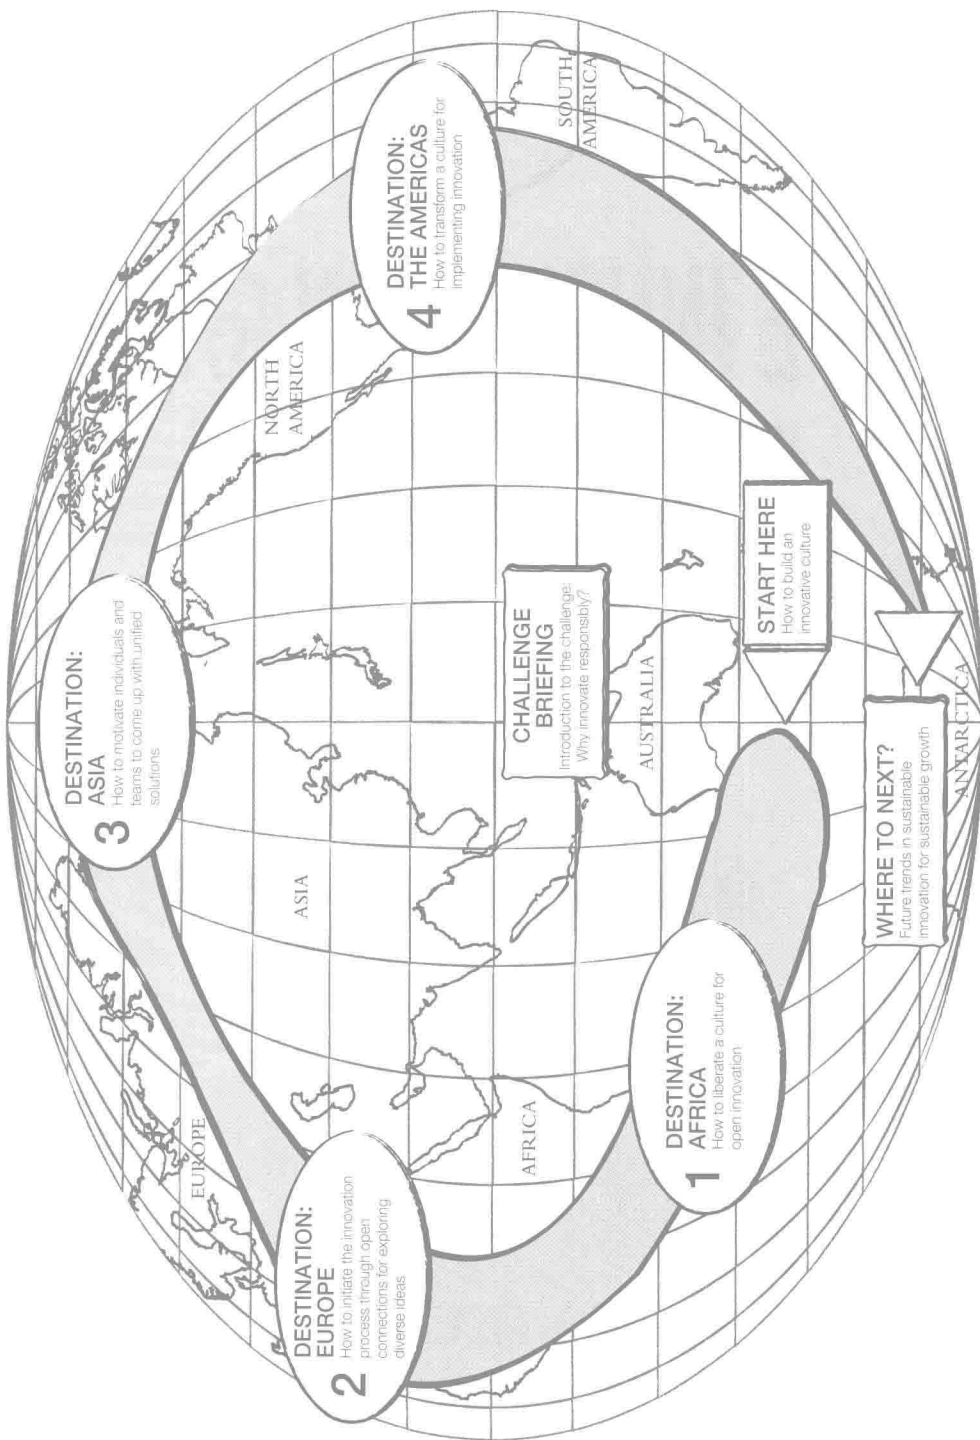 CHALLENGE
BRIEFING
Introduction to the challenge:
Why innovate responsibly?
START HERE
How to build an
innovative culture
1
DESTINATION:
AFRICA
How to liberate a culture for
open innovation
2
DESTINATION:
EUROPE
How to initiate the innovation
process through open
connections for exploring
diverse ideas
3
DESTINATION:
ASIA
How to motivate individuals and
teams to come up with unified
solutions
4
DESTINATION:
THE AMERICAS
How to transform a culture for
implementing innovation
WHERE TO NEXT?
Future trends in sustainable
innovation for sustainable growth
EUROPE
ASIA
AFRICA
AUSTRALIA
NORTH
AMERICA
SOUTH
AMERICA
ANTARCTICA